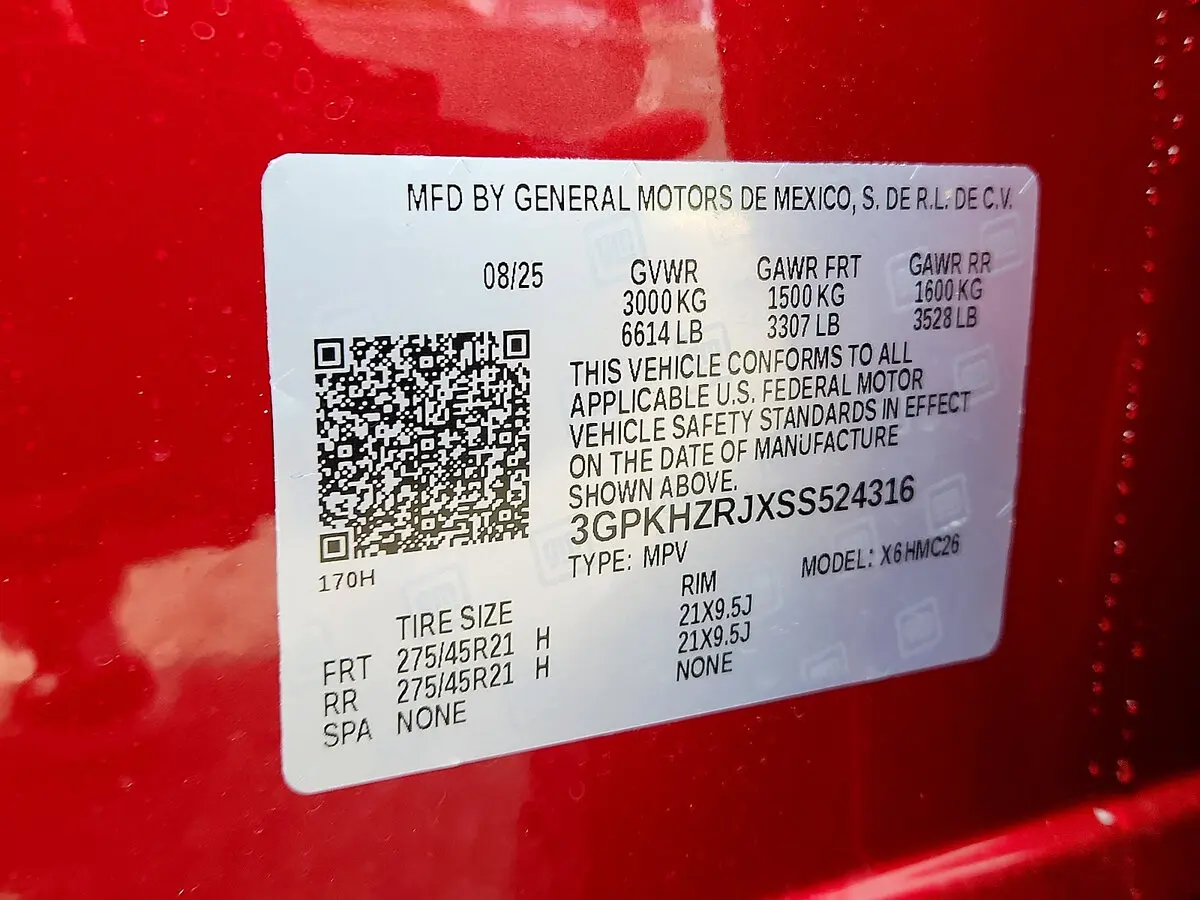 MFD BY GENERAL MOTORS DE MEXICO, S. DE R.L. DE C.V.
08/25 GVWR GAWR FRT GAWR RR
3000 KG 1500 KG 1600 KG
6614 LB 3307 LB 3528 LB
THIS VEHICLE CONFORMS TO ALL
APPLICABLE U.S. FEDERAL MOTOR
VEHICLE SAFETY STANDARDS IN EFFECT
ON THE DATE OF MANUFACTURE
SHOWN ABOVE.
3GPKHZRJXSS524316
TYPE: MPV MODEL: X6HMC26
170H
TIRE SIZE RIM
FRT 275/45R21 H 21X9.5J
RR 275/45R21 H 21X9.5J
SPA NONE NONE